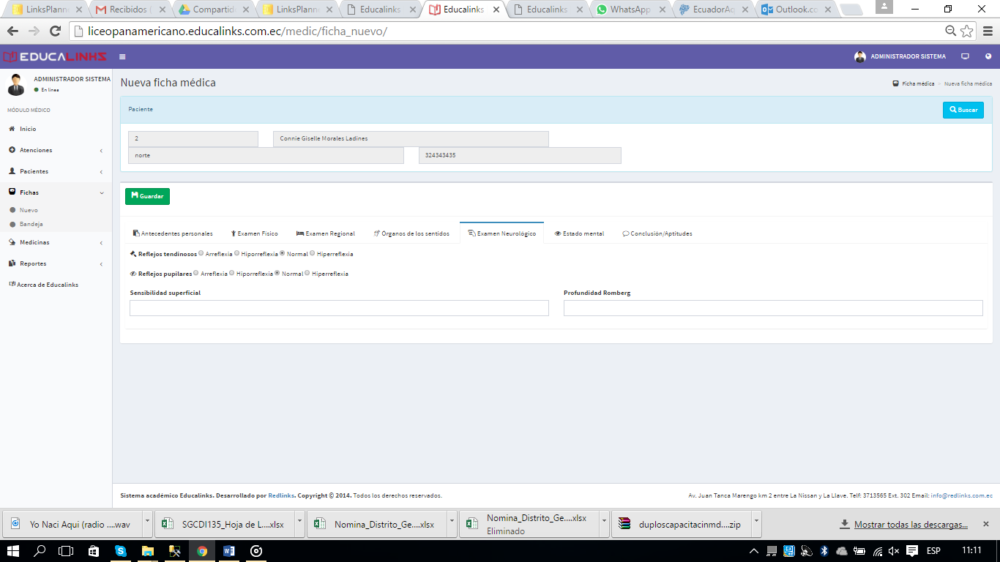 LinksPlann
Recibidos (
Compartid
LinksPlann
Educalinks
Educalinks
Educalinks
WhatsApp
EcuadorAq
Outlook.co
liceopanamericano.educalinks.com.ec/medic/ficha_nuevo/
EDUCALINKS
ADMINISTRADOR SISTEMA
ADMINISTRADOR SISTEMA
En linea
MÓDULO MÉDICO
Inicio
Atenciones
Pacientes
Fichas
Nuevo
Bandeja
Medicinas
Reportes
Acerca de Educalinks
Nueva ficha médica
Ficha médica > Nueva ficha médica
Paciente
Buscar
2
Connie Giselle Morales Ladines
norte
324343435
Guardar
Antecedentes personales
Examen Físico
Examen Regional
Órganos de los sentidos
Examen Neurológico
Estado mental
Conclusión/Aptitudes
Reflejos tendinosos Arreflexia Hiporreflexia Normal Hiperreflexia
Reflejos pupilares Arreflexia Hiporreflexia Normal Hiperreflexia
Sensibilidad superficial
Profundidad Romberg
Sistema académico Educalinks. Desarrollado por Redlinks. Copyright © 2014. Todos los derechos reservados.
Av. Juan Tanca Marengo km 2 entre La Nissan y La Llave. Telf: 3713565 Ext. 302 Email: info@redlinks.com.ec
Yo Naci Aqui (radio ....wav
SGCDI135_Hoja de L....xlsx
Nomina_Distrito_Ge....xlsx
Nomina_Distrito_Ge....xlsx
Eliminado
duploscapacitacinmd....zip
Mostrar todas las descargas...
ESP
11:11